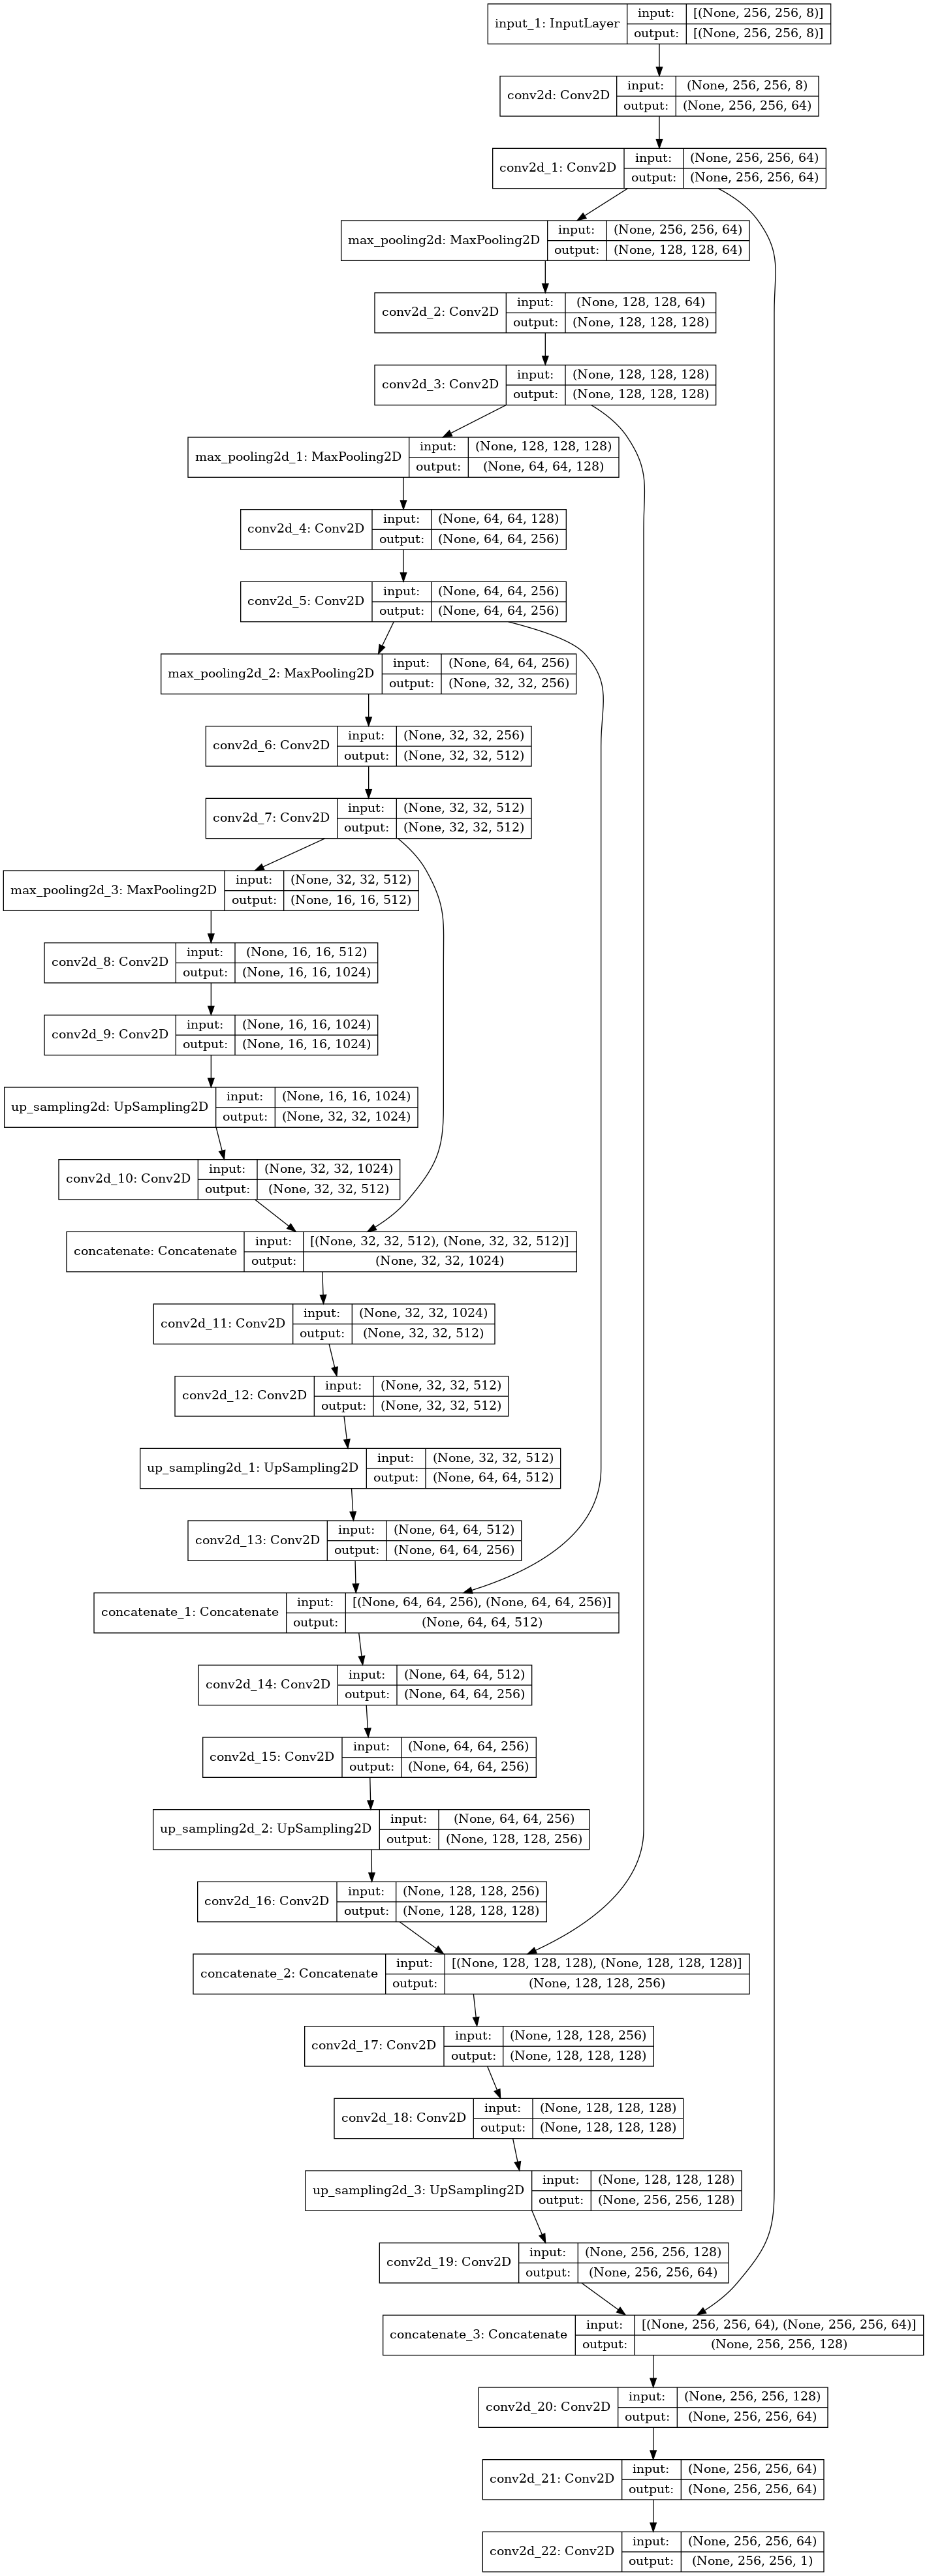 input_1: InputLayer input: [(None, 256, 256, 8)]
output: [(None, 256, 256, 8)]
conv2d: Conv2D input: (None, 256, 256, 8)
output: (None, 256, 256, 64)
conv2d_1: Conv2D input: (None, 256, 256, 64)
output: (None, 256, 256, 64)
max_pooling2d: MaxPooling2D input: (None, 256, 256, 64)
output: (None, 128, 128, 64)
conv2d_2: Conv2D input: (None, 128, 128, 64)
output: (None, 128, 128, 128)
conv2d_3: Conv2D input: (None, 128, 128, 128)
output: (None, 128, 128, 128)
max_pooling2d_1: MaxPooling2D input: (None, 128, 128, 128)
output: (None, 64, 64, 128)
conv2d_4: Conv2D input: (None, 64, 64, 128)
output: (None, 64, 64, 256)
conv2d_5: Conv2D input: (None, 64, 64, 256)
output: (None, 64, 64, 256)
max_pooling2d_2: MaxPooling2D input: (None, 64, 64, 256)
output: (None, 32, 32, 256)
conv2d_6: Conv2D input: (None, 32, 32, 256)
output: (None, 32, 32, 512)
conv2d_7: Conv2D input: (None, 32, 32, 512)
output: (None, 32, 32, 512)
max_pooling2d_3: MaxPooling2D input: (None, 32, 32, 512)
output: (None, 16, 16, 512)
conv2d_8: Conv2D input: (None, 16, 16, 512)
output: (None, 16, 16, 1024)
conv2d_9: Conv2D input: (None, 16, 16, 1024)
output: (None, 16, 16, 1024)
up_sampling2d: UpSampling2D input: (None, 16, 16, 1024)
output: (None, 32, 32, 1024)
conv2d_10: Conv2D input: (None, 32, 32, 1024)
output: (None, 32, 32, 512)
concatenate: Concatenate input: [(None, 32, 32, 512), (None, 32, 32, 512)]
output: (None, 32, 32, 1024)
conv2d_11: Conv2D input: (None, 32, 32, 1024)
output: (None, 32, 32, 512)
conv2d_12: Conv2D input: (None, 32, 32, 512)
output: (None, 32, 32, 512)
up_sampling2d_1: UpSampling2D input: (None, 32, 32, 512)
output: (None, 64, 64, 512)
conv2d_13: Conv2D input: (None, 64, 64, 512)
output: (None, 64, 64, 256)
concatenate_1: Concatenate input: [(None, 64, 64, 256), (None, 64, 64, 256)]
output: (None, 64, 64, 512)
conv2d_14: Conv2D input: (None, 64, 64, 512)
output: (None, 64, 64, 256)
conv2d_15: Conv2D input: (None, 64, 64, 256)
output: (None, 64, 64, 256)
up_sampling2d_2: UpSampling2D input: (None, 64, 64, 256)
output: (None, 128, 128, 256)
conv2d_16: Conv2D input: (None, 128, 128, 256)
output: (None, 128, 128, 128)
concatenate_2: Concatenate input: [(None, 128, 128, 128), (None, 128, 128, 128)]
output: (None, 128, 128, 256)
conv2d_17: Conv2D input: (None, 128, 128, 256)
output: (None, 128, 128, 128)
conv2d_18: Conv2D input: (None, 128, 128, 128)
output: (None, 128, 128, 128)
up_sampling2d_3: UpSampling2D input: (None, 128, 128, 128)
output: (None, 256, 256, 128)
conv2d_19: Conv2D input: (None, 256, 256, 128)
output: (None, 256, 256, 64)
concatenate_3: Concatenate input: [(None, 256, 256, 64), (None, 256, 256, 64)]
output: (None, 256, 256, 128)
conv2d_20: Conv2D input: (None, 256, 256, 128)
output: (None, 256, 256, 64)
conv2d_21: Conv2D input: (None, 256, 256, 64)
output: (None, 256, 256, 64)
conv2d_22: Conv2D input: (None, 256, 256, 64)
output: (None, 256, 256, 1)